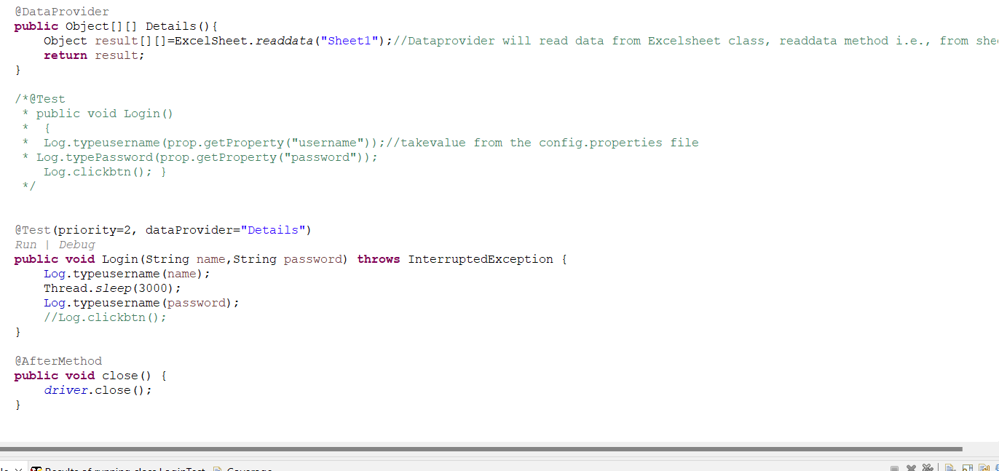 @DataProvider
public Object[][] Details(){
Object result[][]=ExcelSheet.readdata("Sheet1");//Dataprovider will read data from Excelsheet class, readdata method i.e., from
return result;
}
/*@Test
* public void Login()
* {
* Log.typeusername(prop.getProperty("username"));//takevalue from the config.properties file
* Log.typePassword(prop.getProperty("password"));
Log.clickbtn(); }
*/
@Test(priority=2, dataProvider="Details")
Run | Debug
public void Login(String name,String password) throws InterruptedException {
Log.typeusername(name);
Thread.sleep(3000);
Log.typeusername(password);
//Log.clickbtn();
}
@AfterMethod
public void close() {
driver.close();
}
Results of running class LoginTest
Coverage